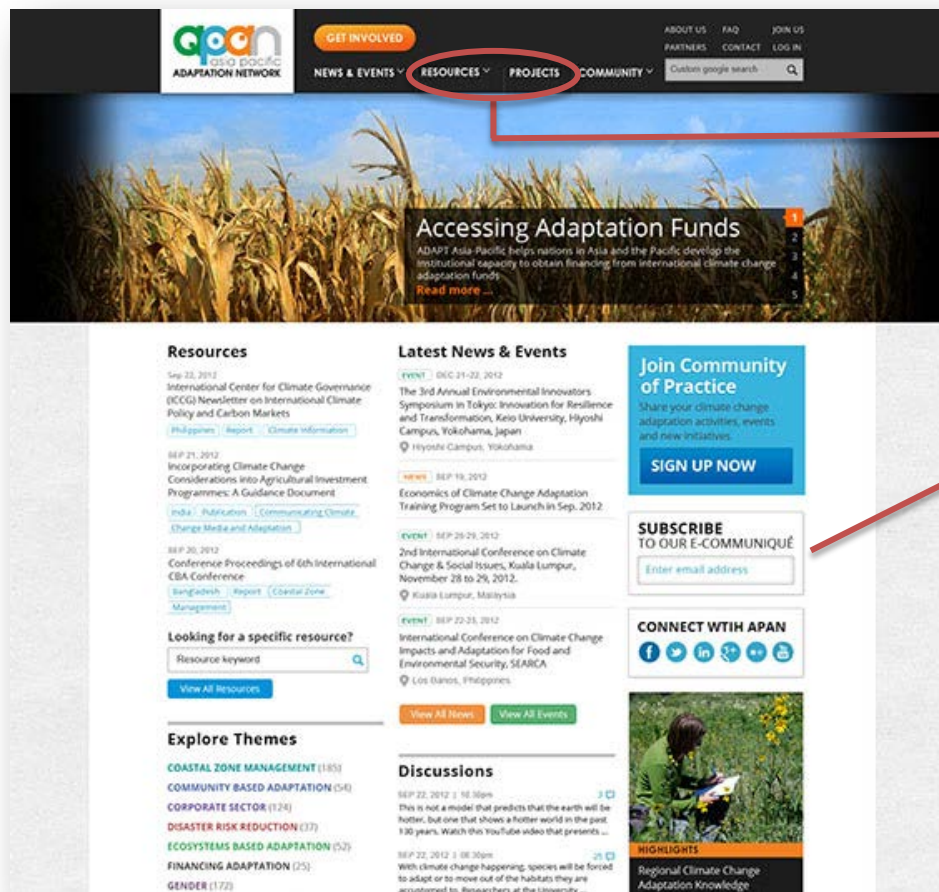 apan
asia pacific
ADAPTATION NETWORK
GET INVOLVED
ABOUT US FAQ JOIN US
PARTNERS CONTACT LOG IN
NEWS & EVENTS RESOURCES PROJECTS COMMUNITY
Custom google search
Accessing Adaptation Funds
ADAPT Asia-Pacific helps nations in Asia and the Pacific develop the
institutional capacity to obtain financing from international climate change
adaptation funds
Read more ...
1
2
3
4
5
Resources
Sep 22, 2012
International Center for Climate Governance
(ICCG) Newsletter on International Climate
Policy and Carbon Markets
Philippines Report Climate Information
SEP 21, 2012
Incorporating Climate Change
Considerations into Agricultural Investment
Programmes: A Guidance Document
India Publication Communicating Climate
Change Media and Adaptation
SEP 20, 2012
Conference Proceedings of 6th International
CBA Conference
Bangladesh Report Coastal Zone
Management
Looking for a specific resource?
Resource keyword
View All Resources
Explore Themes
COASTAL ZONE MANAGEMENT (185)
COMMUNITY BASED ADAPTATION (54)
CORPORATE SECTOR (124)
DISASTER RISK REDUCTION (37)
ECOSYSTEMS BASED ADAPTATION (52)
FINANCING ADAPTATION (25)
GENDER (172)
Latest News & Events
EVENT DEC 21-22, 2012
The 3rd Annual Environmental Innovators
Symposium in Tokyo: Innovation for Resilience
and Transformation, Keio University, Hiyoshi
Campus, Yokohama, Japan
Hiyoshi Campus, Yokohama
NEWS SEP 19, 2012
Economics of Climate Change Adaptation
Training Program Set to Launch in Sep. 2012
EVENT SEP 28-29, 2012
2nd International Conference on Climate
Change & Social Issues, Kuala Lumpur,
November 28 to 29, 2012.
Kuala Lumpur, Malaysia
EVENT SEP 22-23, 2012
International Conference on Climate Change
Impacts and Adaptation for Food and
Environmental Security, SEARCA
Los Banos, Philippines
View All News View All Events
Discussions
SEP 22, 2012 | 10:30pm 3
This is not a model that predicts that the earth will be
hotter, but one that shows a hotter world in the past
130 years. Watch this YouTube video that presents ...
SEP 22, 2012 | 08:30pm 25
With climate change happening, species will be forced
to adapt or to move out of the habitats they are
accustomed to. Researchers at the University ...
Join Community
of Practice
Share your climate change
adaptation activities, events
and new initiatives.
SIGN UP NOW
SUBSCRIBE
TO OUR E-COMMUNIQUÉ
Enter email address
CONNECT WTIH APAN
HIGHLIGHTS
Regional Climate Change
Adaptation Knowledge